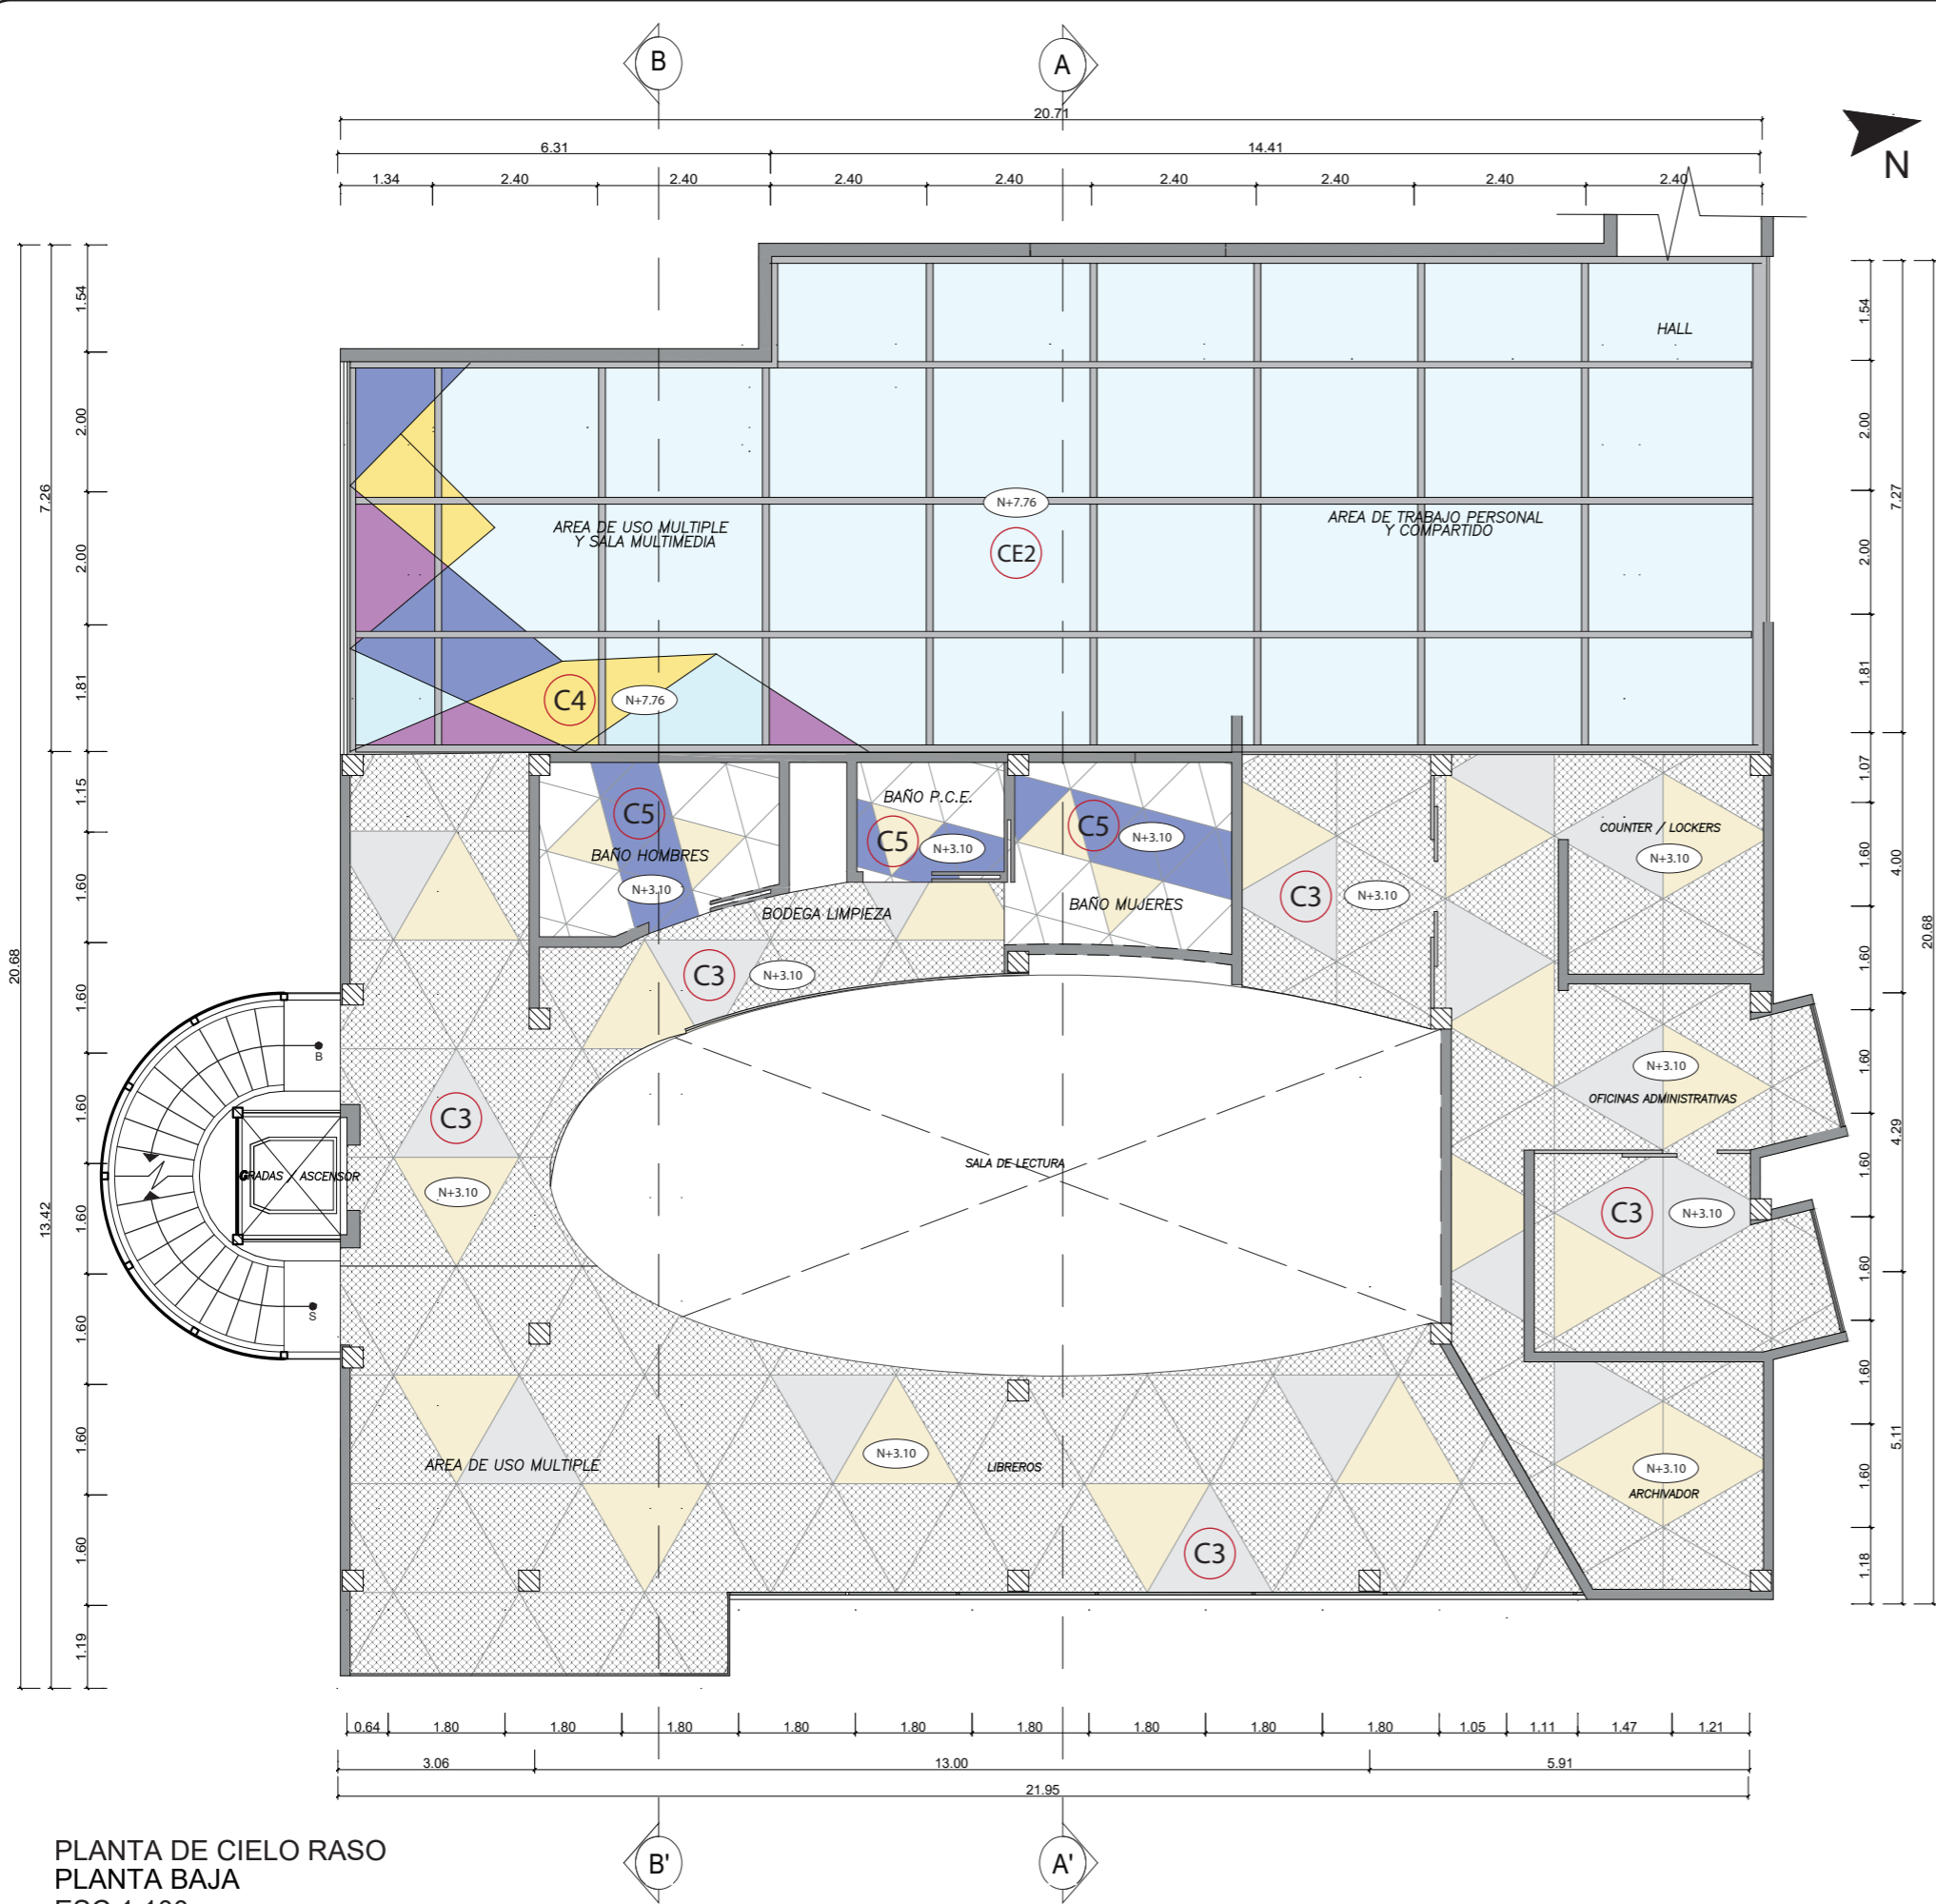 B
A
20.71
N
6.31
14.41
1.34
2.40
2.40
2.40
2.40
2.40
2.40
2.40
2.40
HALL
AREA DE USO MULTIPLE
Y SALA MULTIMEDIA
N+7.76
CE2
AREA DE TRABAJO PERSONAL
Y COMPARTIDO
C4
N+7.76
C5
BAÑO HOMBRES
N+3.10
BAÑO P.C.E.
C5
N+3.10
C5
N+3.10
BAÑO MUJERES
BODEGA LIMPIEZA
C3
N+3.10
C3
N+3.10
COUNTER / LOCKERS
N+3.10
N+3.10
OFICINAS ADMINISTRATIVAS
C3
N+3.10
C3
N+3.10
B
GRADAS / ASCENSOR
S
SALA DE LECTURA
AREA DE USO MULTIPLE
N+3.10
LIBREROS
C3
N+3.10
ARCHIVADOR
20.68
7.26
13.42
1.54
2.00
2.00
1.81
1.15
1.60
1.60
1.60
1.60
1.60
1.60
1.60
1.19
1.54
2.00
2.00
1.81
1.07
1.60
1.60
1.60
1.60
1.60
1.60
1.60
1.18
7.27
4.00
4.29
5.11
20.68
0.64
1.80
1.80
1.80
1.80
1.80
1.80
1.80
1.80
1.80
1.05
1.11
1.47
1.21
3.06
13.00
5.91
21.95
B'
A'
PLANTA DE CIELO RASO
PLANTA BAJA